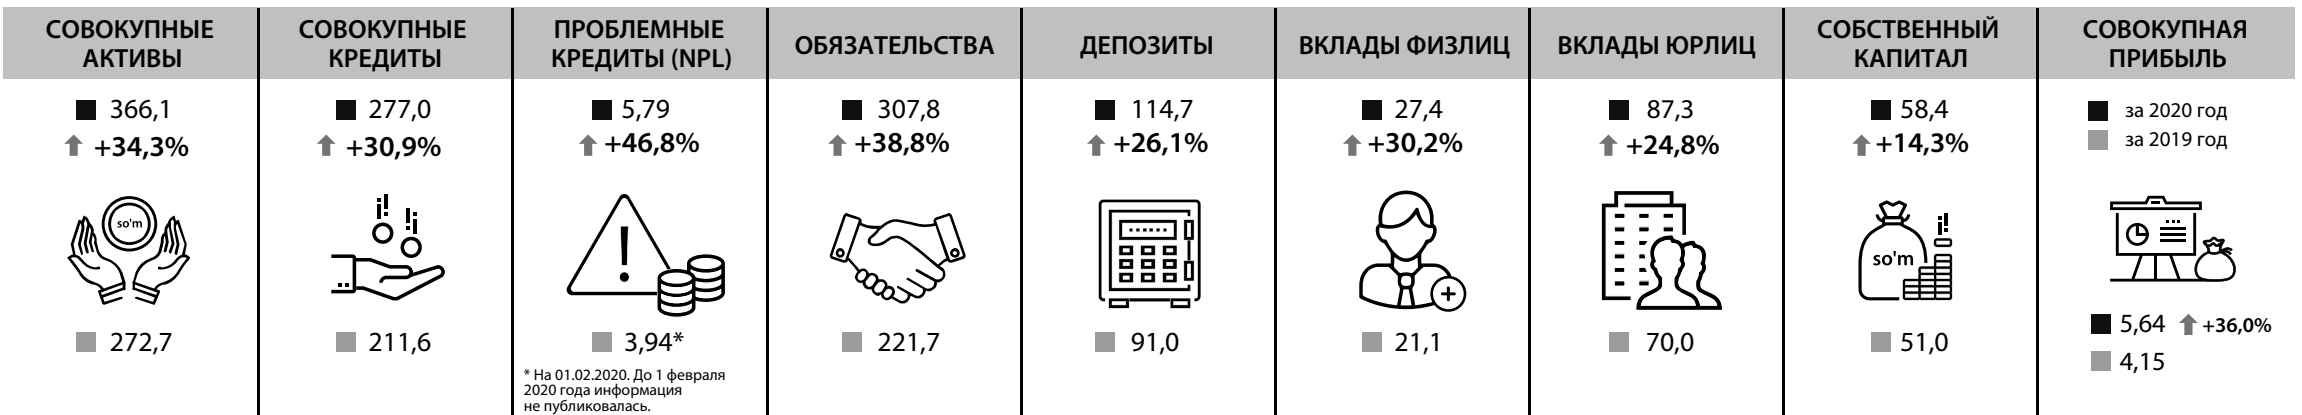 СОВОКУПНЫЕ
АКТИВЫ
366,1
+34,3%
so'm
272,7
СОВОКУПНЫЕ
КРЕДИТЫ
277,0
+30,9%
211,6
ПРОБЛЕМНЫЕ
КРЕДИТЫ (NPL)
5,79
+46,8%
!
3,94*
* На 01.02.2020. До 1 февраля
2020 года информация
не публиковалась.
ОБЯЗАТЕЛЬСТВА
307,8
+38,8%
221,7
ДЕПОЗИТЫ
114,7
+26,1%
91,0
ВКЛАДЫ ФИЗЛИЦ
27,4
+30,2%
21,1
ВКЛАДЫ ЮРЛИЦ
87,3
+24,8%
70,0
СОБСТВЕННЫЙ
КАПИТАЛ
58,4
+14,3%
so'm
51,0
СОВОКУПНАЯ
ПРИБЫЛЬ
за 2020 год
за 2019 год
5,64 +36,0%
4,15